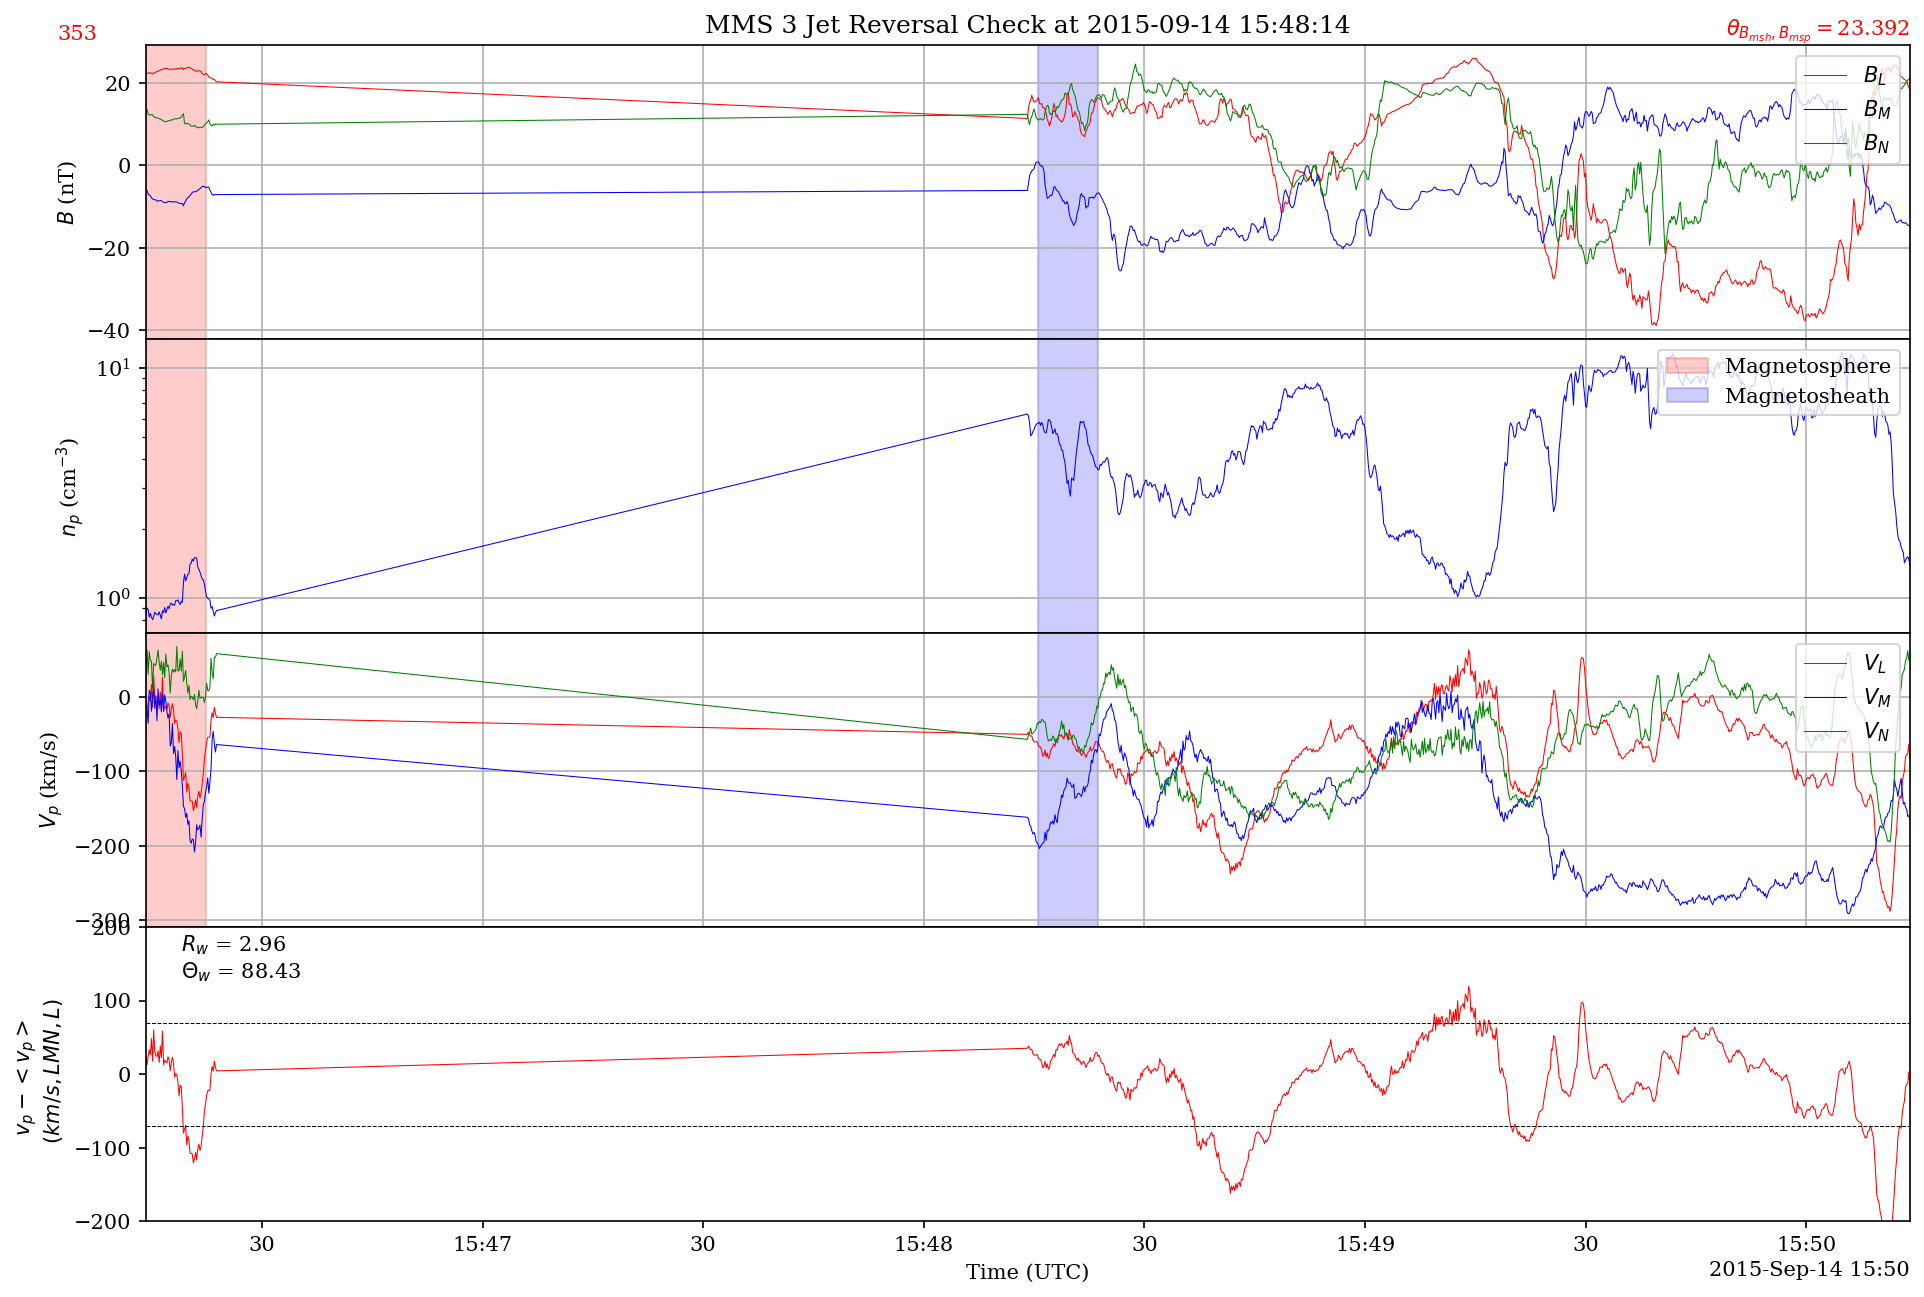 MMS 3 Jet Reversal Check at 2015-09-14 15:48:14
353
θ_{B_{msh}, B_{msp}} = 23.392
B (nT)
20
0
−20
−40
B_L
B_M
B_N
n_p (cm^{−3})
10^1
10^0
Magnetosphere
Magnetosheath
V_p (km/s)
0
−100
−200
−300
V_L
V_M
V_N
v_p − < v_p >
(km/s, LMN, L)
200
100
0
−100
−200
R_w = 2.96
Θ_w = 88.43
30 15:47 30 15:48 30 15:49 30 15:50
Time (UTC)
2015-Sep-14 15:50